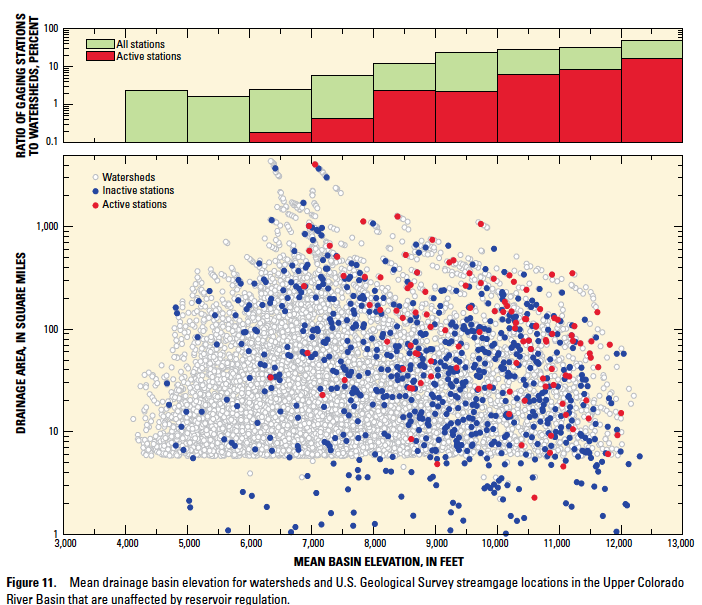 RATIO OF GAGING STATIONS
TO WATERSHEDS, PERCENT
100
10
1
0.1
All stations
Active stations
Watersheds
Inactive stations
Active stations
DRAINAGE AREA, IN SQUARE MILES
1,000
100
10
1
3,000 4,000 5,000 6,000 7,000 8,000 9,000 10,000 11,000 12,000 13,000
MEAN BASIN ELEVATION, IN FEET
Figure 11. Mean drainage basin elevation for watersheds and U.S. Geological Survey streamgage locations in the Upper Colorado
River Basin that are unaffected by reservoir regulation.